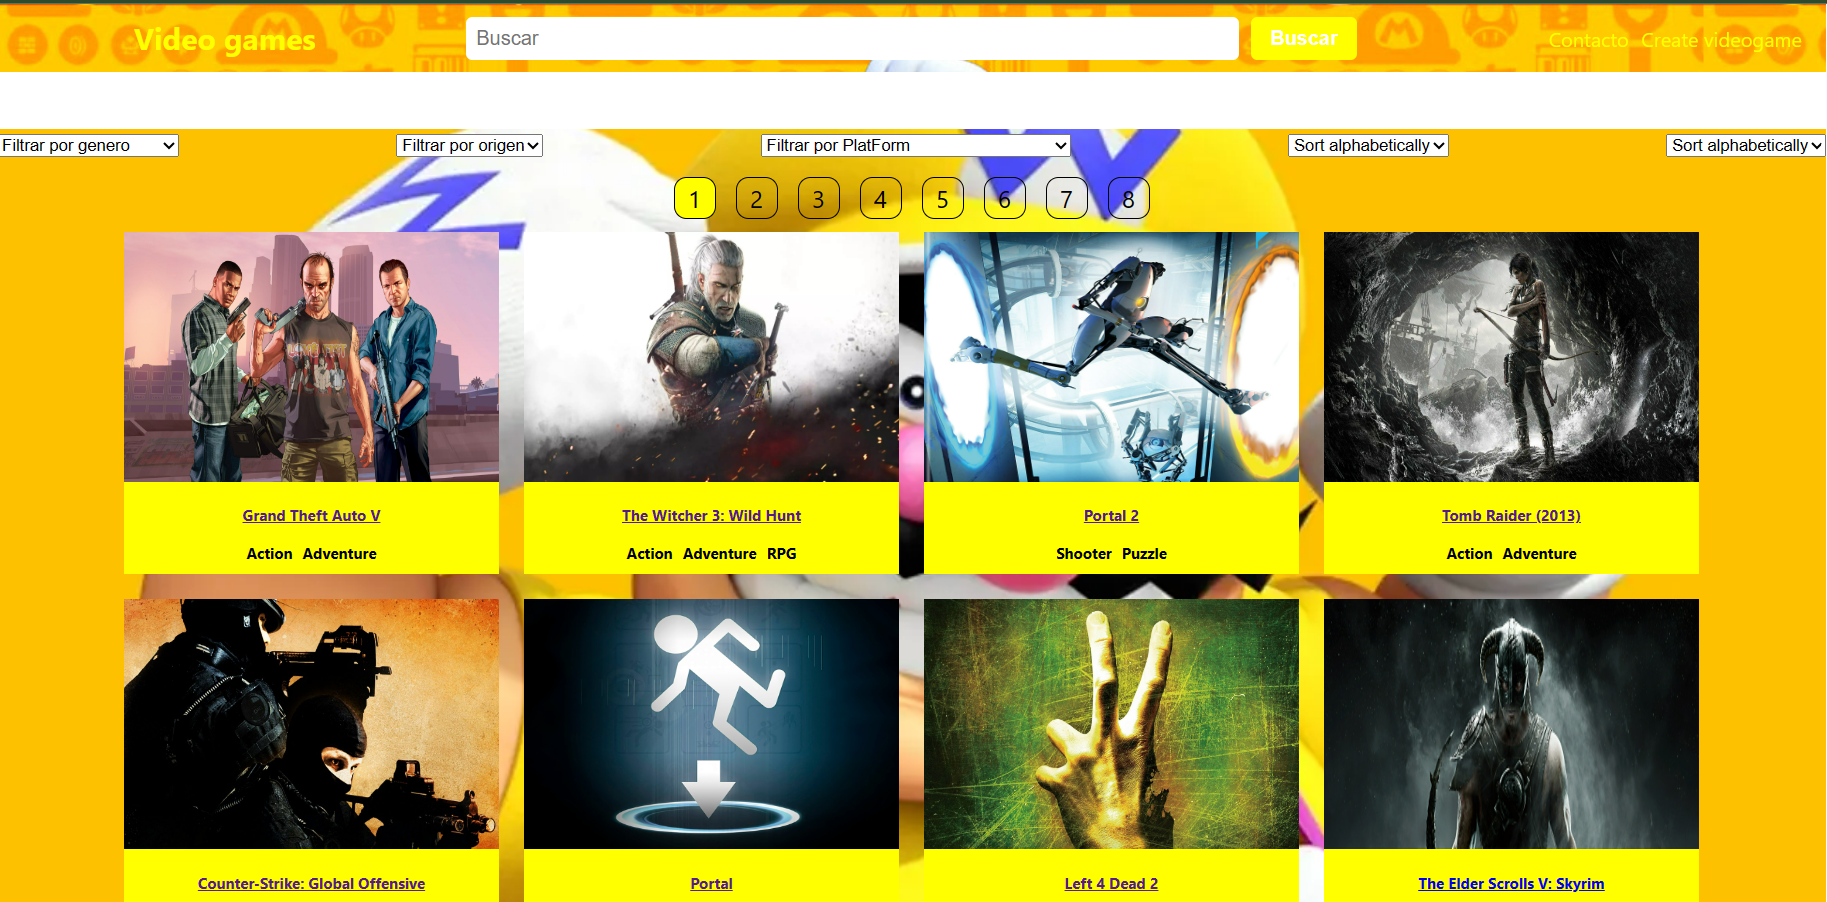 Video games
Buscar
Buscar
Contacto Create videogame
Filtrar por genero
Filtrar por origen
Filtrar por PlatForm
Sort alphabetically
Sort alphabetically
1 2 3 4 5 6 7 8
Grand Theft Auto V
Action Adventure
The Witcher 3: Wild Hunt
Action Adventure RPG
Portal 2
Shooter Puzzle
Tomb Raider (2013)
Action Adventure
Counter-Strike: Global Offensive
Portal
Left 4 Dead 2
The Elder Scrolls V: Skyrim